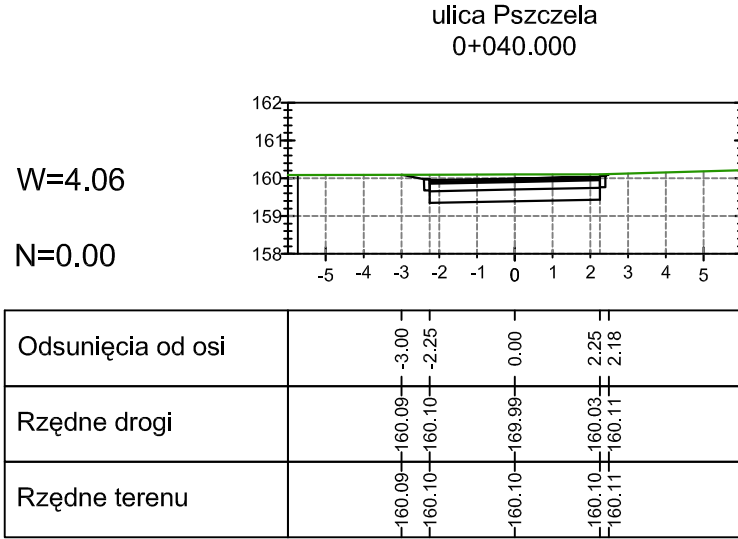 ulica Pszczela
0+040.000
162
161
W=4.06
160
159
N=0.00
158
-5 -4 -3 -2 -1 0 1 2 3 4 5
Odsunięcia od osi -3.00 -2.25 0.00 2.25 2.18
Rzędne drogi 160.09 160.10 169.99 160.03 160.11
Rzędne terenu 160.09 160.10 160.10 160.10 160.11